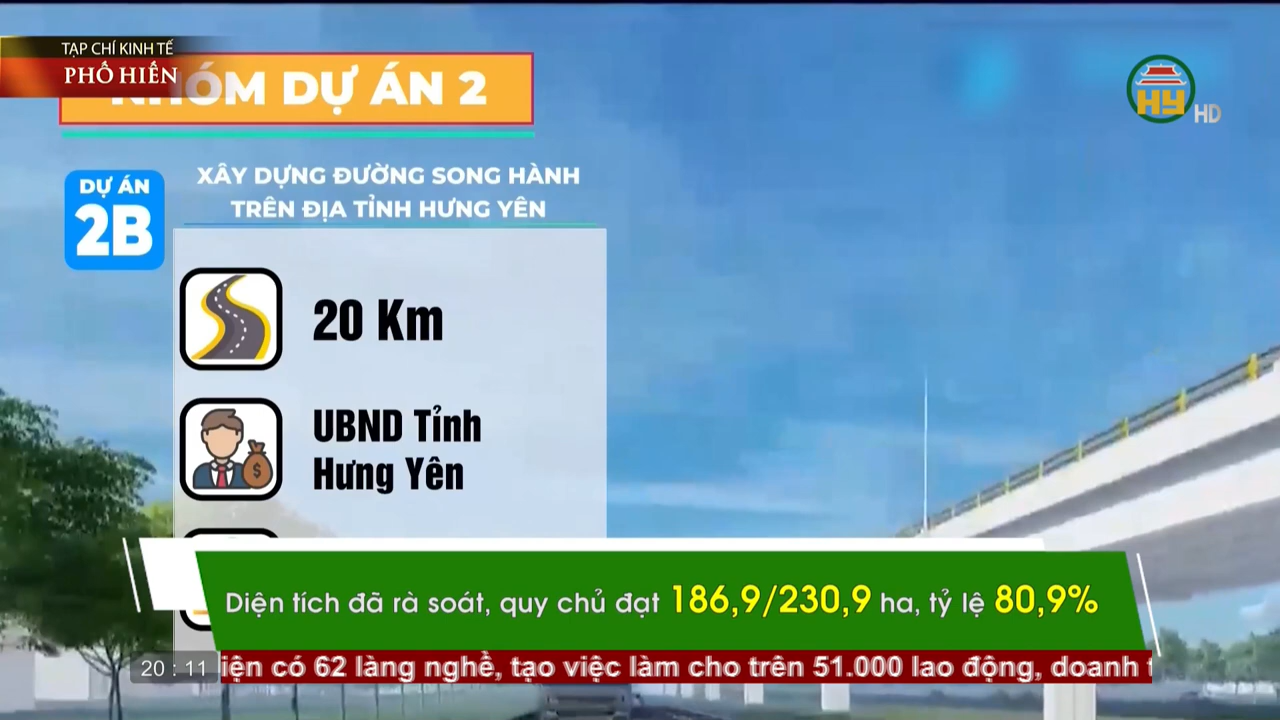 TẠP CHÍ KINH TẾ
PHỐ HIẾN
NHÓM DỰ ÁN 2
HY HD
DỰ ÁN
2B
XÂY DỰNG ĐƯỜNG SONG HÀNH
TRÊN ĐỊA TỈNH HƯNG YÊN
20 Km
UBND Tỉnh
Hưng Yên
$
Diện tích đã rà soát, quy chủ đạt 186,9/230,9 ha, tỷ lệ 80,9%
20 : 11
iện có 62 làng nghề, tạo việc làm cho trên 51.000 lao động, doanh t